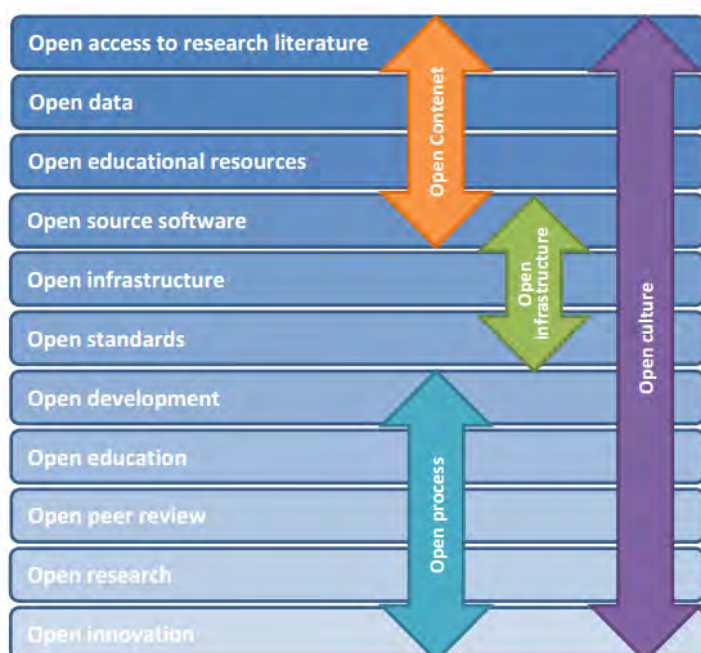 Open access to research literature
Open data
Open educational resources
Open source software
Open infrastructure
Open standards
Open development
Open education
Open peer review
Open research
Open innovation
Open Contenet
Open
infrastructure
Open process
Open culture